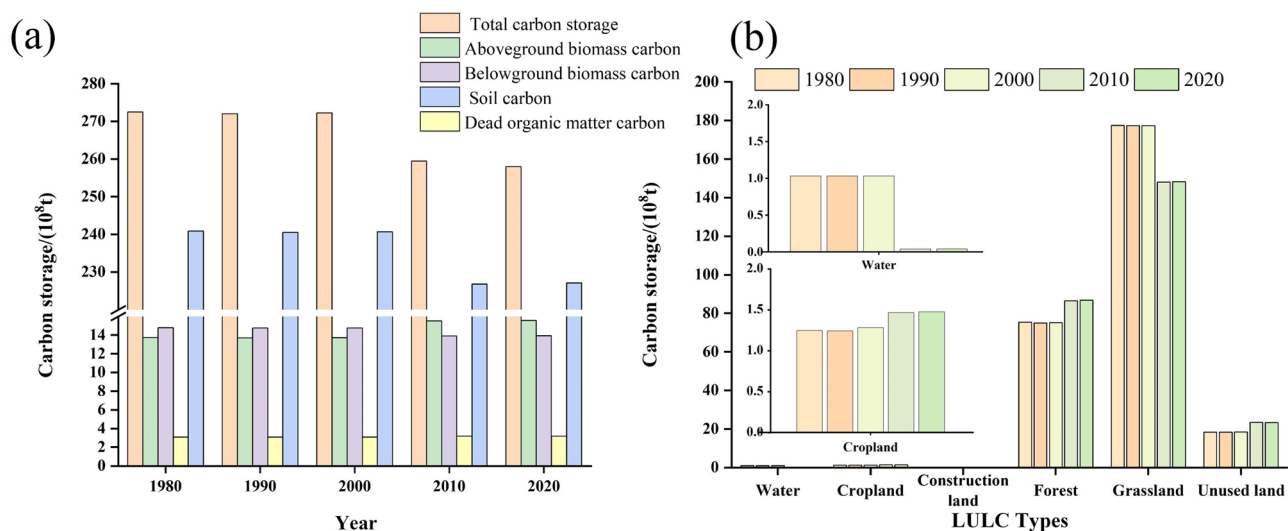 (a)
Total carbon storage
Aboveground biomass carbon
Belowground biomass carbon
Soil carbon
Dead organic matter carbon
Carbon storage/(10⁸t)
280
270
260
250
240
230
14
12
10
8
6
4
2
0
1980 1990 2000 2010 2020
Year
(b)
1980 1990 2000 2010 2020
Carbon storage/(10⁸t)
200
180
160
140
120
100
80
60
40
20
0
2.0
1.5
1.0
0.5
0.0
Water
2.0
1.5
1.0
0.5
0.0
Cropland
Water Cropland Construction land Forest Grassland Unused land
LULC Types